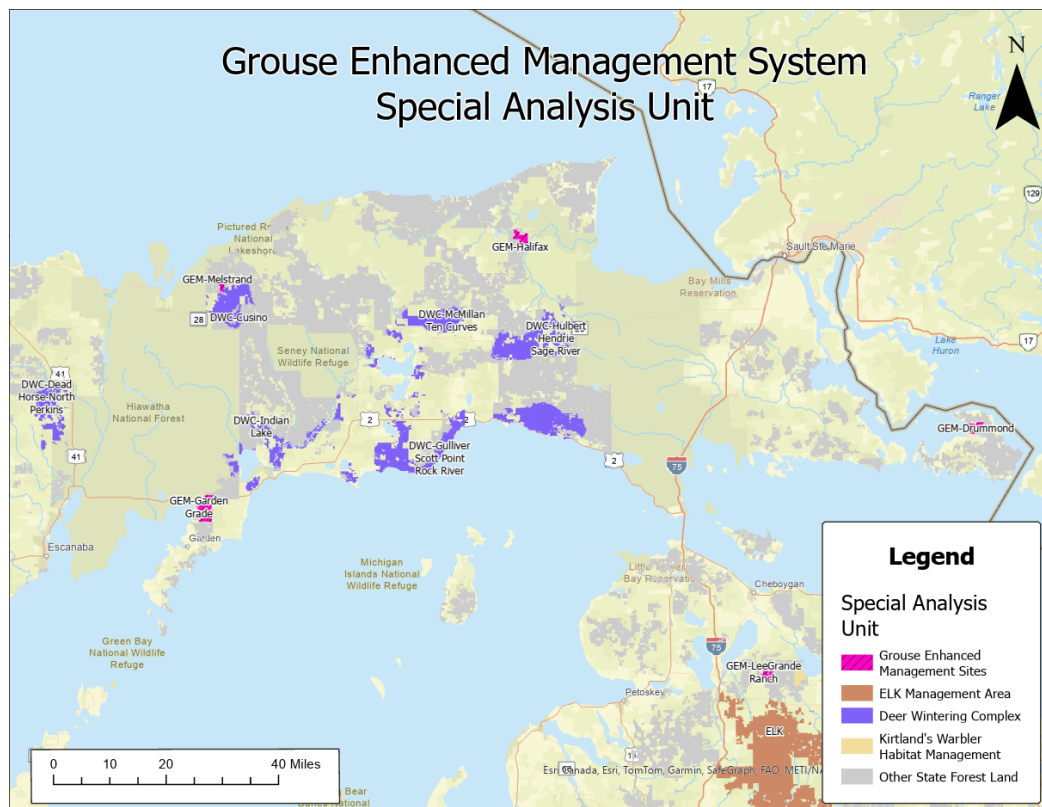 Grouse Enhanced Management System
Special Analysis Unit
N
17
Ranger
Lake
129
Pictured R
National
Lakeshore
GEM-Halifax
Sault Ste. Marie
Bay Mills
Reservation
GEM-Melstrand
28
DWC-Cusino
DWC-McMillan
Ten Curves
DWC-Hulbert
Hendrie
Sage River
Lake
Huron
17
Seney National
Wildlife Refuge
41
DWC-Dead
Horse-North
Perkins
Hiawatha
National Forest
DWC-Indian
Lake
2
2
DWC-Gulliver
Scott Point
Rock River
2
75
GEM-Drummond
41
GEM-Garden
Grade
Garden
Escanaba
Michigan
Islands National
Wildlife Refuge
Bay Reservation
Cheboygan
Green Bay
National Wildlife
Refuge
75
GEM-LeeGrande
Ranch
Petoskey
ELK
Legend
Special Analysis
Unit
Grouse Enhanced
Management Sites
ELK Management Area
Deer Wintering Complex
Kirtland's Warbler
Habitat Management
Other State Forest Land
0 10 20 40 Miles
Esri Canada, Esri, TomTom, Garmin, SafeGraph, FAO, METI/NA
Bear
National